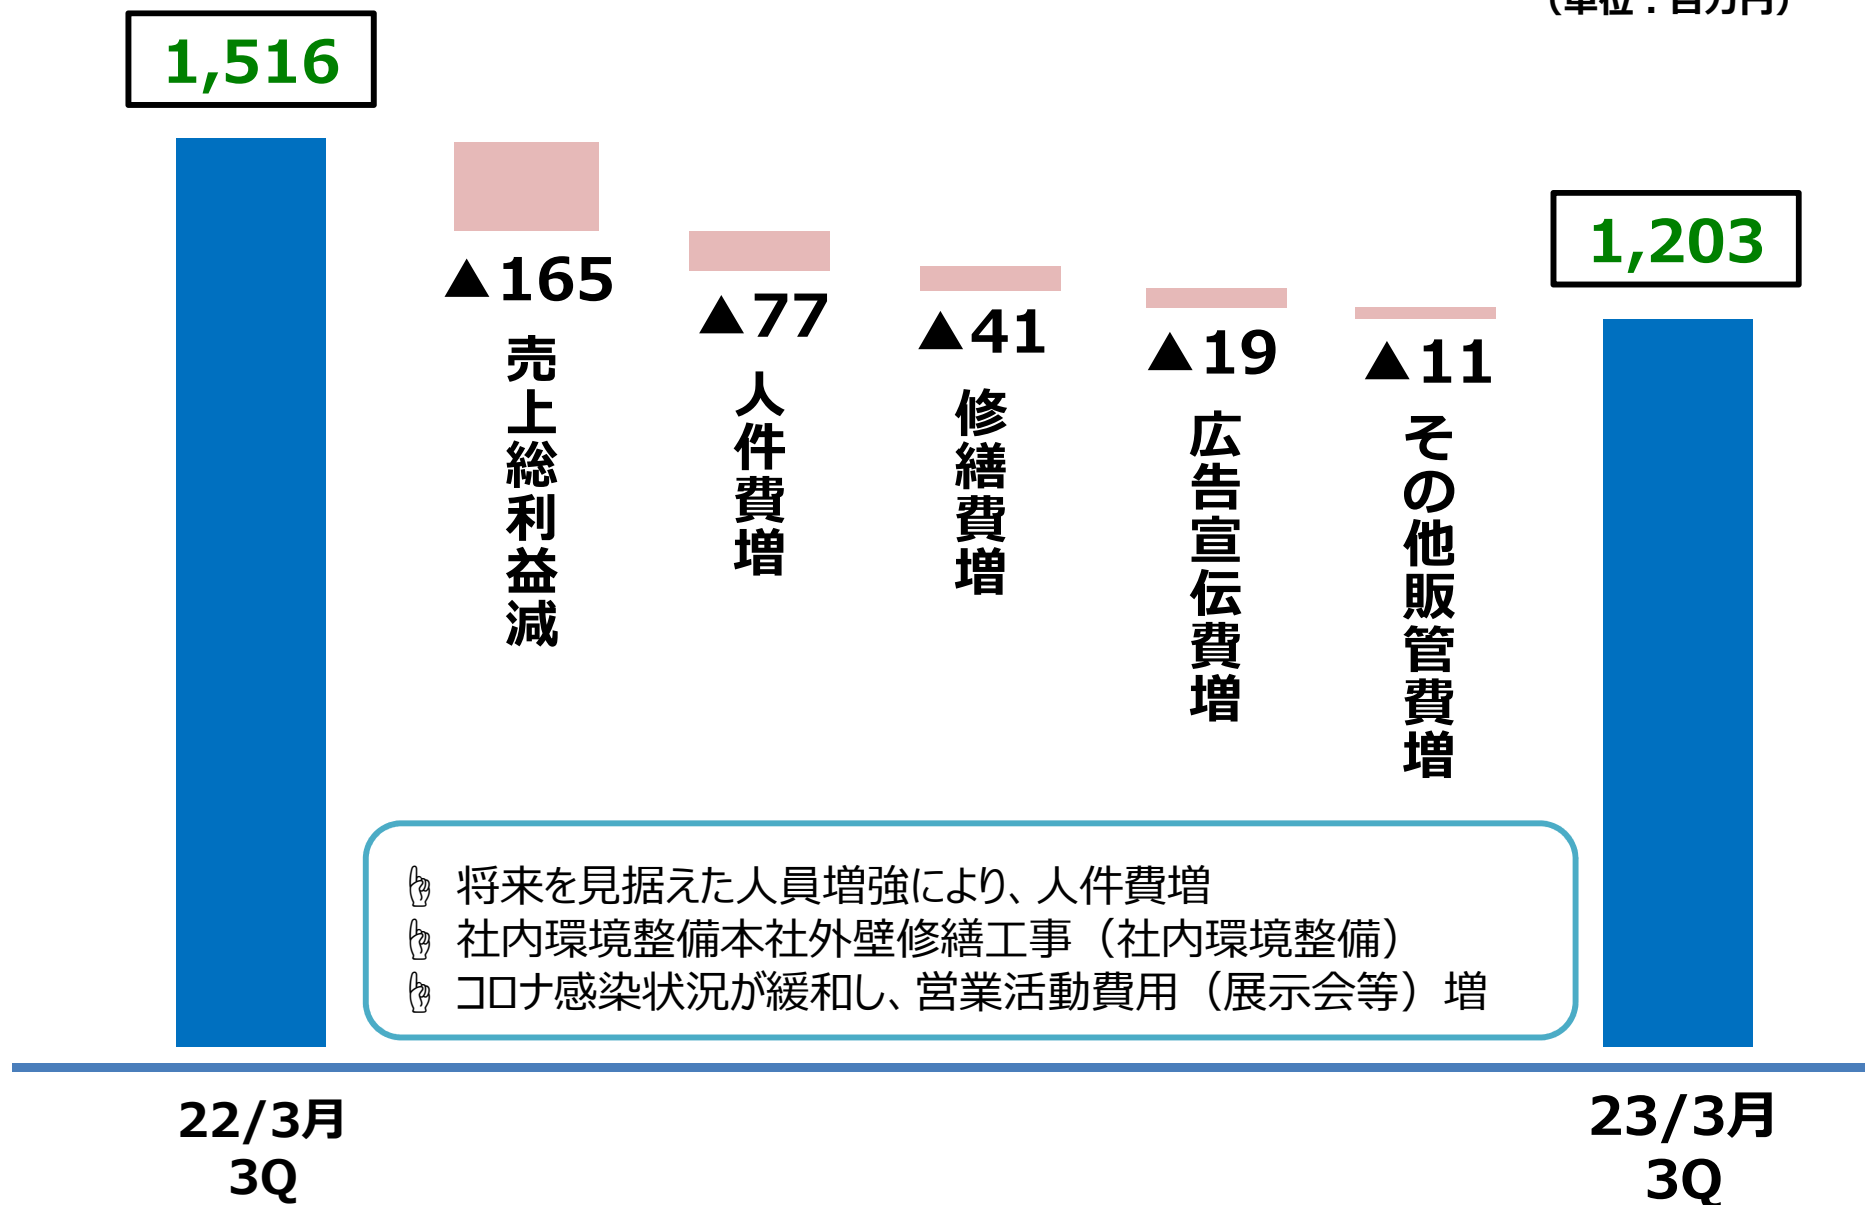 （単位：百万円）
1,516
▲165
売上総利益減
▲77
人件費増
▲41
修繕費増
▲19
広告宣伝費増
▲11
その他販管費増
1,203
将来を見据えた人員増強により、人件費増
社内環境整備本社外壁修繕工事（社内環境整備）
コロナ感染状況が緩和し、営業活動費用（展示会等）増
22/3月
3Q
23/3月
3Q